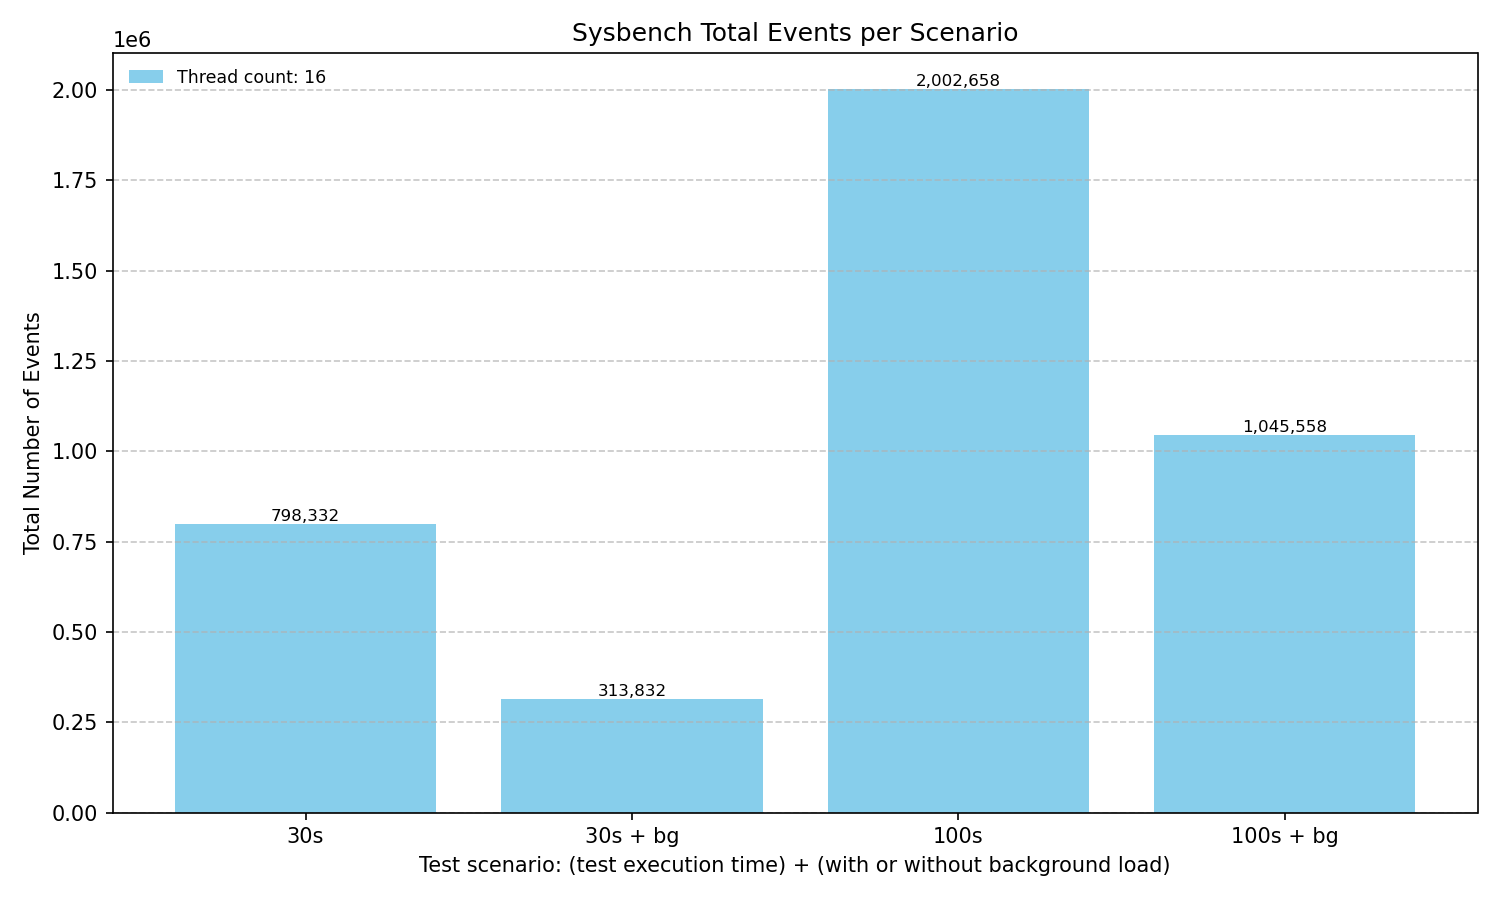 Sysbench Total Events per Scenario
1e6
Thread count: 16
2.00
1.75
1.50
1.25
1.00
0.75
0.50
0.25
0.00
Total Number of Events
798,332
313,832
2,002,658
1,045,558
30s
30s + bg
100s
100s + bg
Test scenario: (test execution time) + (with or without background load)